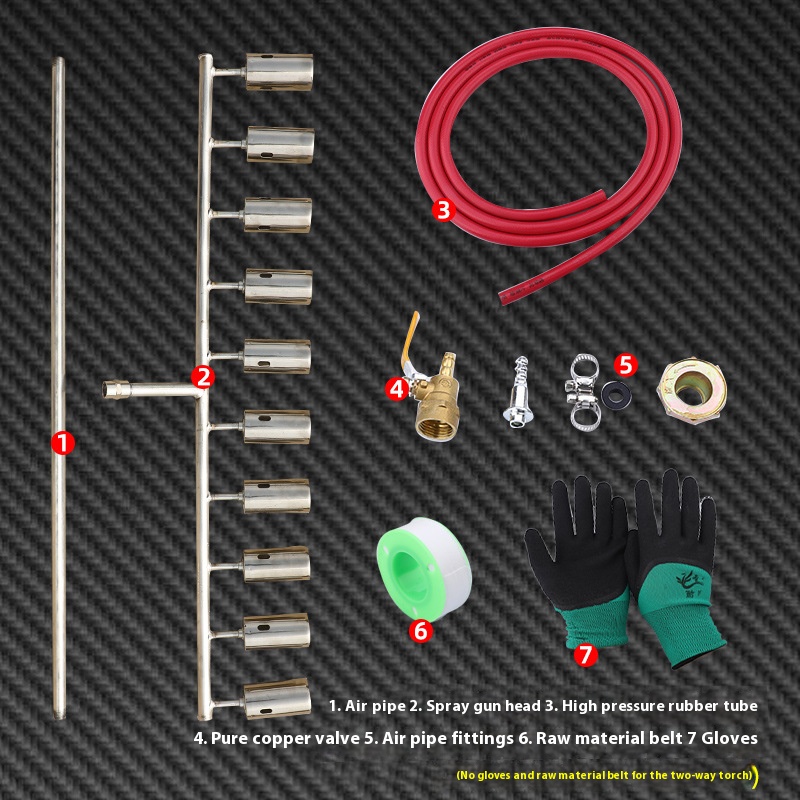 3
4
5
2
1
6
7
1. Air pipe 2. Spray gun head 3. High pressure rubber tube
4. Pure copper valve 5. Air pipe fittings 6. Raw material belt 7 Gloves
(No gloves and raw material belt for the two-way torch)
)